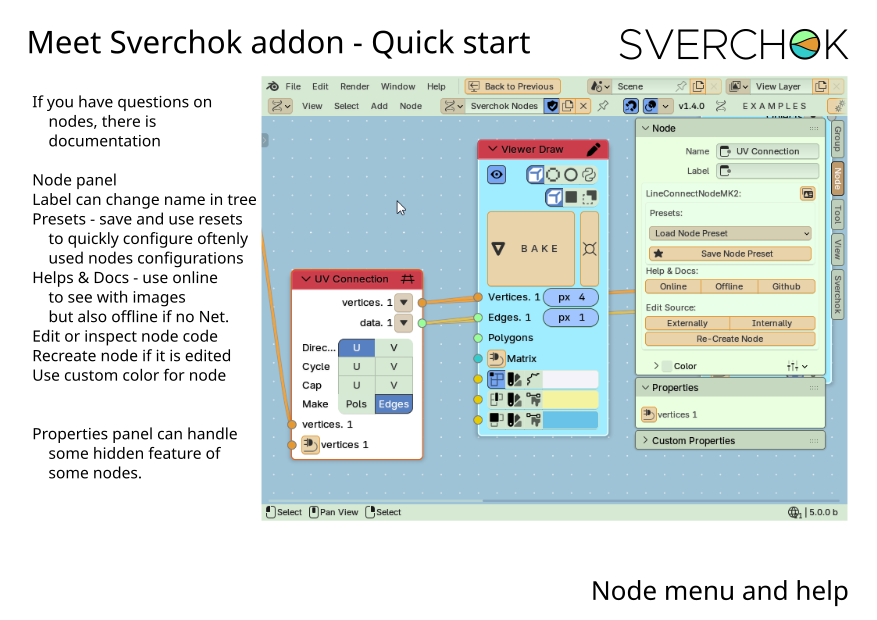 Meet Sverchok addon - Quick start
SVERCHOK
If you have questions on
nodes, there is
documentation
Node panel
Label can change name in tree
Presets - save and use resets
to quickly configure oftenly
used nodes configurations
Helps & Docs - use online
to see with images
but also offline if no Net.
Edit or inspect node code
Recreate node if it is edited
Use custom color for node
Properties panel can handle
some hidden feature of
some nodes.
File Edit Render Window Help Back to Previous Scene View Layer
View Select Add Node Sverchok Nodes v1.4.0 EXAMPLES
Viewer Draw
BAKE
Vertices. 1 px 4
Edges. 1 px 1
Polygons
Matrix
UV Connection
vertices. 1
data. 1
Direc... U V
Cycle U V
Cap U V
Make Pols Edges
vertices. 1
vertices 1
Node
Name UV Connection
Label
LineConnectNodeMK2:
Presets:
Load Node Preset
Save Node Preset
Help & Docs:
Online Offline Github
Edit Source:
Externally Internally
Re-Create Node
Color
Properties
vertices 1
Custom Properties
Group
Node
Tool
View
Sverchok
Select Pan View Select 5.0.0 b
Node menu and help